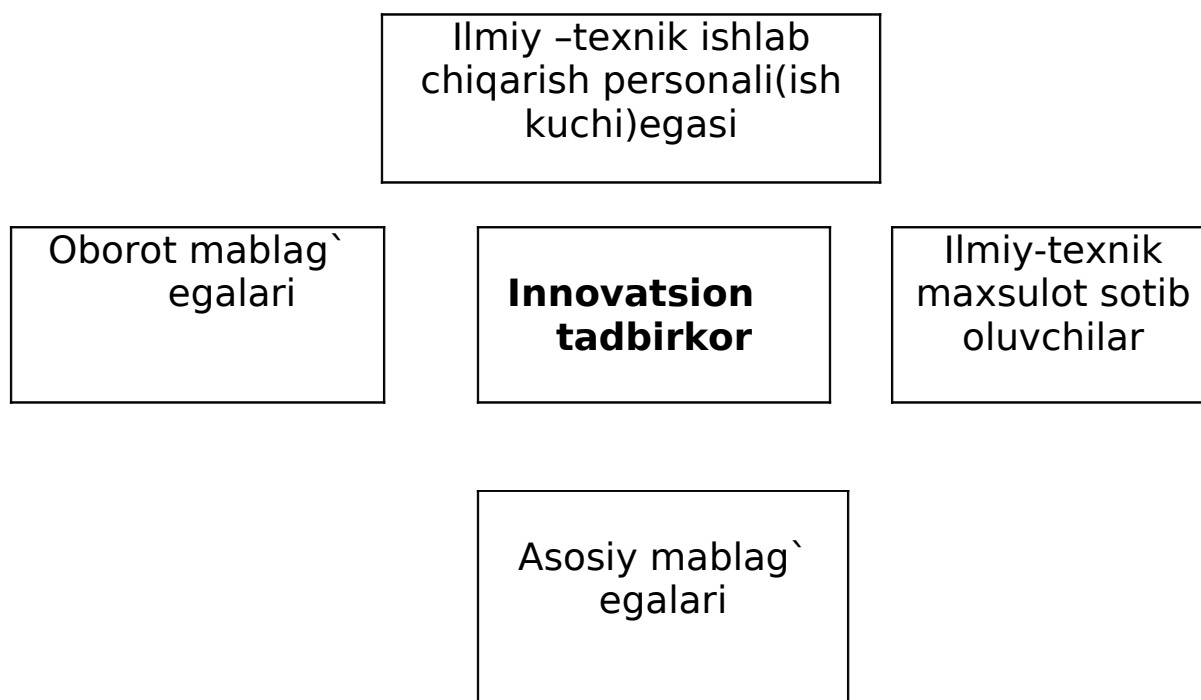 Ilmiy –texnik ishlab
chiqarish personali(ish
kuchi)egasi
Oborot mablag`
egalari
Innovatsion
tadbirkor
Ilmiy-texnik
maxsulot sotib
oluvchilar
Asosiy mablag`
egalari